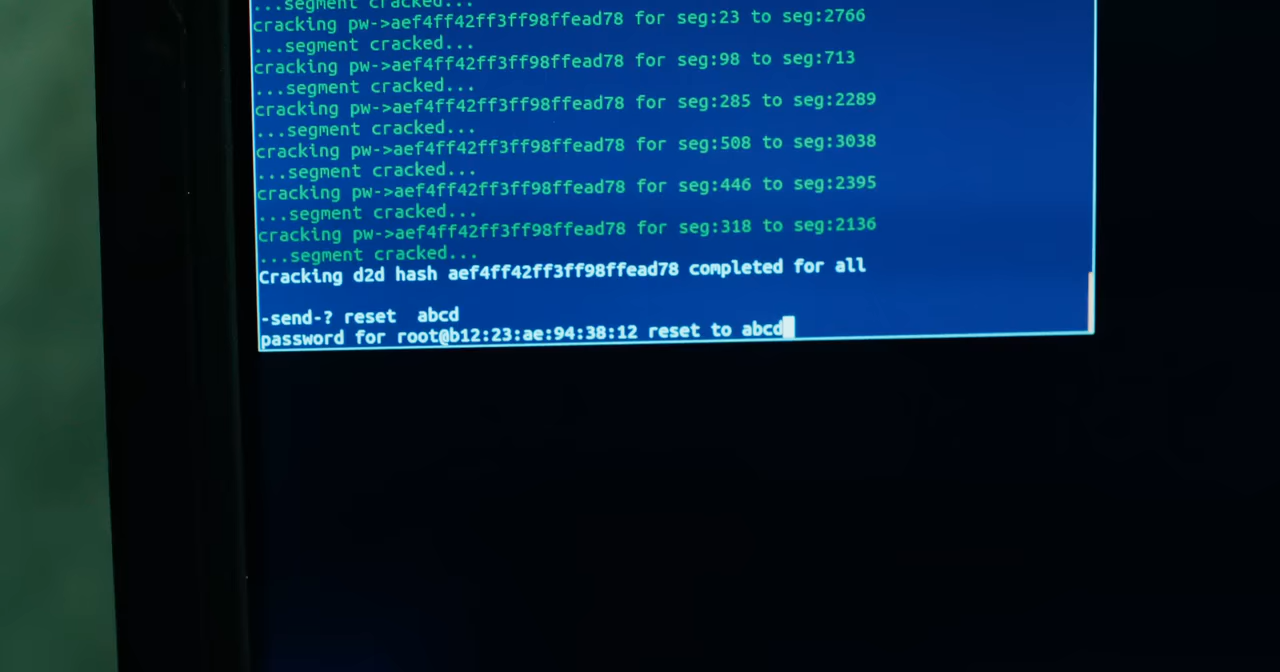 ...segment cracked...
cracking pw->aef4ff42ff3ff98ffead78 for seg:23 to seg:2766
...segment cracked...
cracking pw->aef4ff42ff3ff98ffead78 for seg:98 to seg:713
...segment cracked...
cracking pw->aef4ff42ff3ff98ffead78 for seg:285 to seg:2289
...segment cracked...
cracking pw->aef4ff42ff3ff98ffead78 for seg:508 to seg:3038
...segment cracked...
cracking pw->aef4ff42ff3ff98ffead78 for seg:446 to seg:2395
...segment cracked...
cracking pw->aef4ff42ff3ff98ffead78 for seg:318 to seg:2136
...segment cracked...
Cracking d2d hash aef4ff42ff3ff98ffead78 completed for all
-send-? reset  abcd
password for root@b12:23:ae:94:38:12 reset to abcd